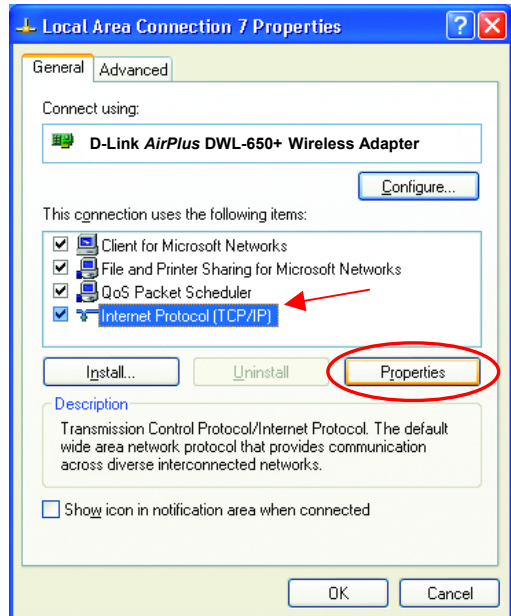 Local Area Connection 7 Properties
General
Advanced
Connect using:
D-Link AirPlus DWL-650+ Wireless Adapter
Configure...
This connection uses the following items:
Client for Microsoft Networks
File and Printer Sharing for Microsoft Networks
QoS Packet Scheduler
Internet Protocol (TCP/IP)
Install...
Uninstall
Properties
Description
Transmission Control Protocol/Internet Protocol. The default
wide area network protocol that provides communication
across diverse interconnected networks.
Show icon in notification area when connected
OK
Cancel